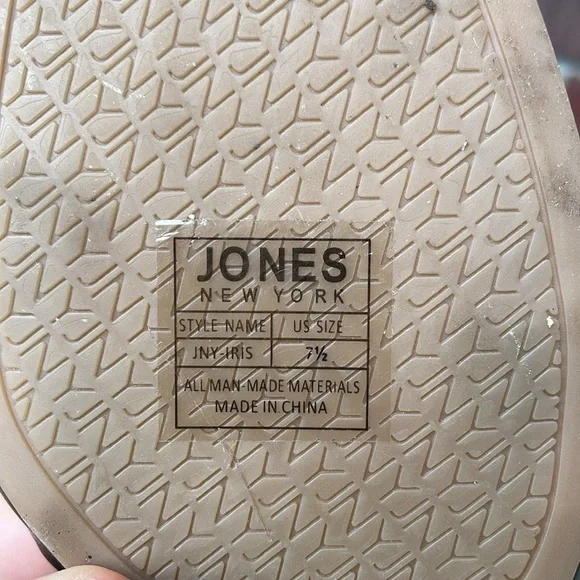 JONES
NEW YORK
STYLE NAME US SIZE
JNY-IRIS 7½
ALL MAN-MADE MATERIALS
MADE IN CHINA